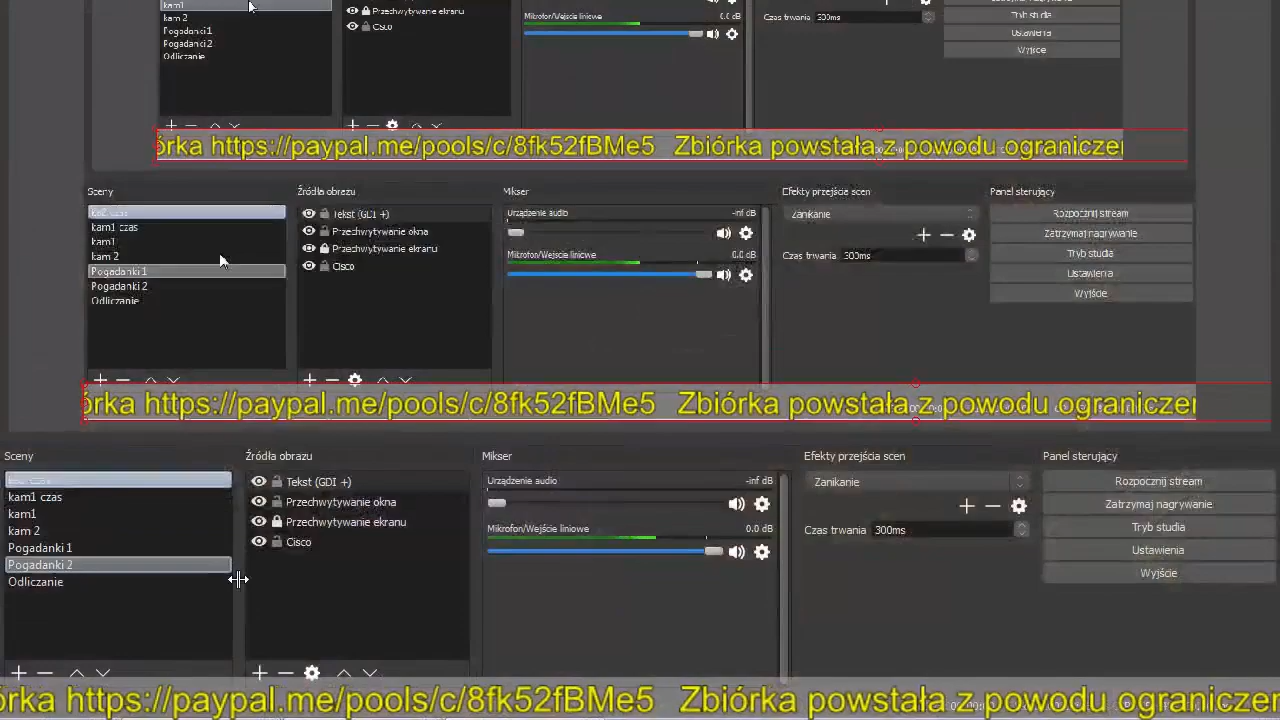 kam1
kam 2
Pogadanki 1
Pogadanki 2
Odliczanie
Przechwytywanie ekranu
Cisco
Mikrofon/Wejście liniowe
0.0 dB
Czas trwania 300ms
Tryb studia
Ustawienia
Wyjście
órka https://paypal.me/pools/c/8fk52fBMe5 Zbiórka powstała z powodu ograniczer
Sceny
Źródła obrazu
Mikser
Efekty przejścia scen
Panel sterujący
kam1 czas
kam1
kam 2
Pogadanki 1
Pogadanki 2
Odliczanie
Tekst (GDI +)
Przechwytywanie okna
Przechwytywanie ekranu
Cisco
Urządzenie audio
-inf dB
Mikrofon/Wejście liniowe
0.0 dB
Zanikanie
Czas trwania 300ms
Rozpocznij stream
Zatrzymaj nagrywanie
Tryb studia
Ustawienia
Wyjście
órka https://paypal.me/pools/c/8fk52fBMe5 Zbiórka powstała z powodu ograniczer
Sceny
Źródła obrazu
Mikser
Efekty przejścia scen
Panel sterujący
kam1 czas
kam1
kam 2
Pogadanki 1
Pogadanki 2
Odliczanie
Tekst (GDI +)
Przechwytywanie okna
Przechwytywanie ekranu
Cisco
Urządzenie audio
-inf dB
Mikrofon/Wejście liniowe
0.0 dB
Zanikanie
Czas trwania 300ms
Rozpocznij stream
Zatrzymaj nagrywanie
Tryb studia
Ustawienia
Wyjście
órka https://paypal.me/pools/c/8fk52fBMe5 Zbiórka powstała z powodu ograniczer